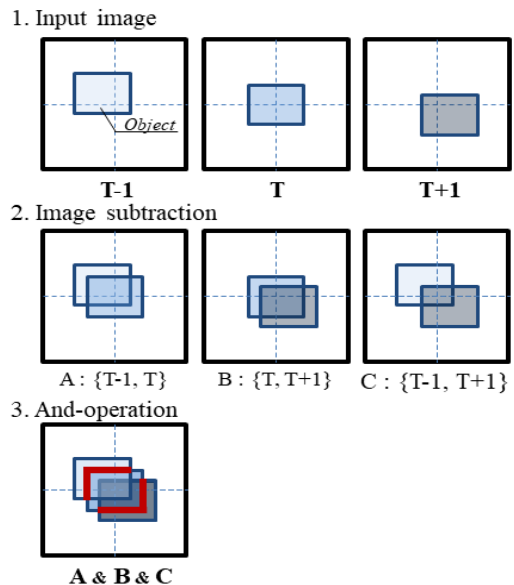 1. Input image
Object
T-1 T T+1
2. Image subtraction
A : {T-1, T} B : {T, T+1} C : {T-1, T+1}
3. And-operation
A & B & C